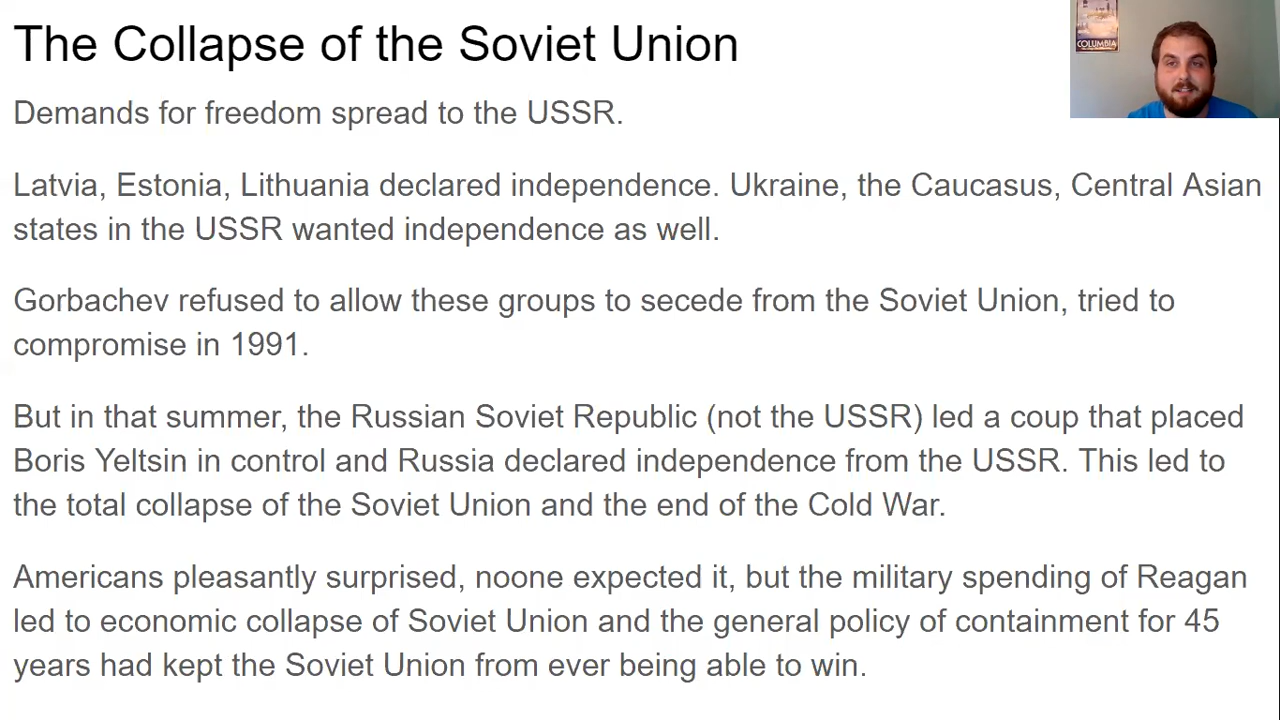 The Collapse of the Soviet Union
COLUMBIA
Demands for freedom spread to the USSR.
Latvia, Estonia, Lithuania declared independence. Ukraine, the Caucasus, Central Asian
states in the USSR wanted independence as well.
Gorbachev refused to allow these groups to secede from the Soviet Union, tried to
compromise in 1991.
But in that summer, the Russian Soviet Republic (not the USSR) led a coup that placed
Boris Yeltsin in control and Russia declared independence from the USSR. This led to
the total collapse of the Soviet Union and the end of the Cold War.
Americans pleasantly surprised, noone expected it, but the military spending of Reagan
led to economic collapse of Soviet Union and the general policy of containment for 45
years had kept the Soviet Union from ever being able to win.